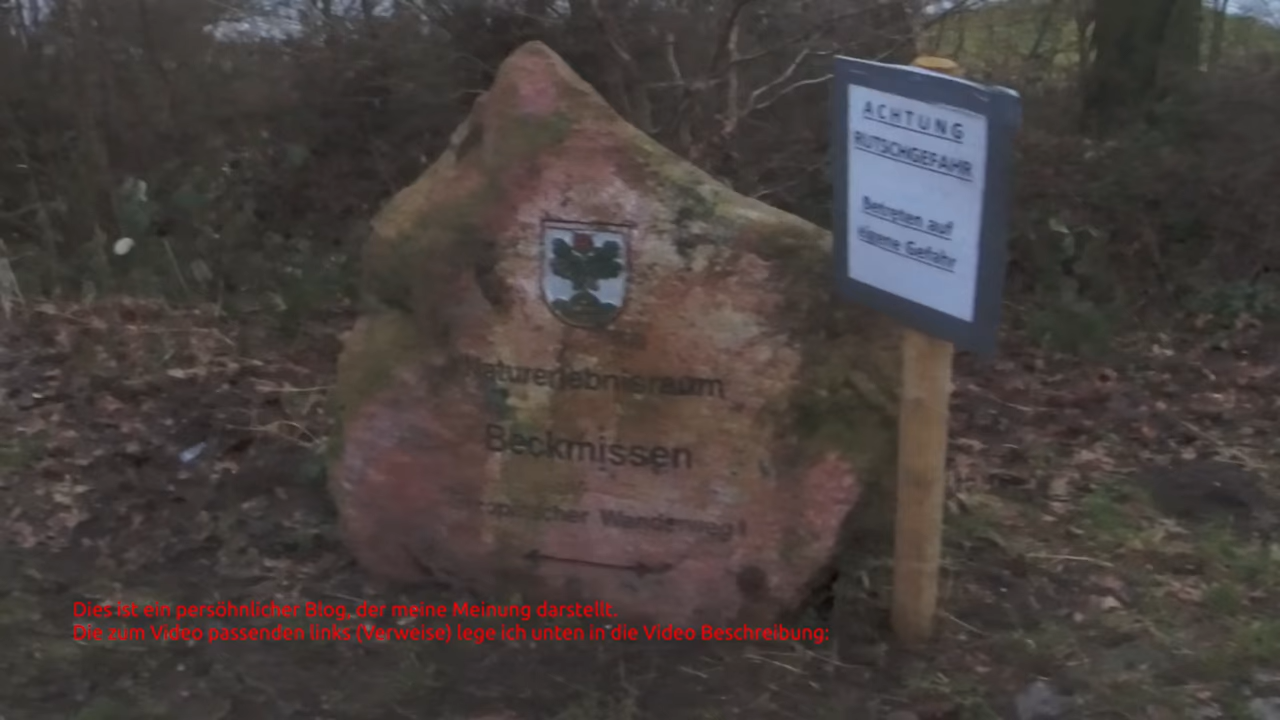 ACHTUNG
RUTSCHGEFAHR
Betreten auf
eigene Gefahr
Naturerlebnisraum
Beckmissen
Wanderweg
Dies ist ein persöhnlicher Blog, der meine Meinung darstellt.
Die zum Video passenden links (Verweise) lege ich unten in die Video Beschreibung: